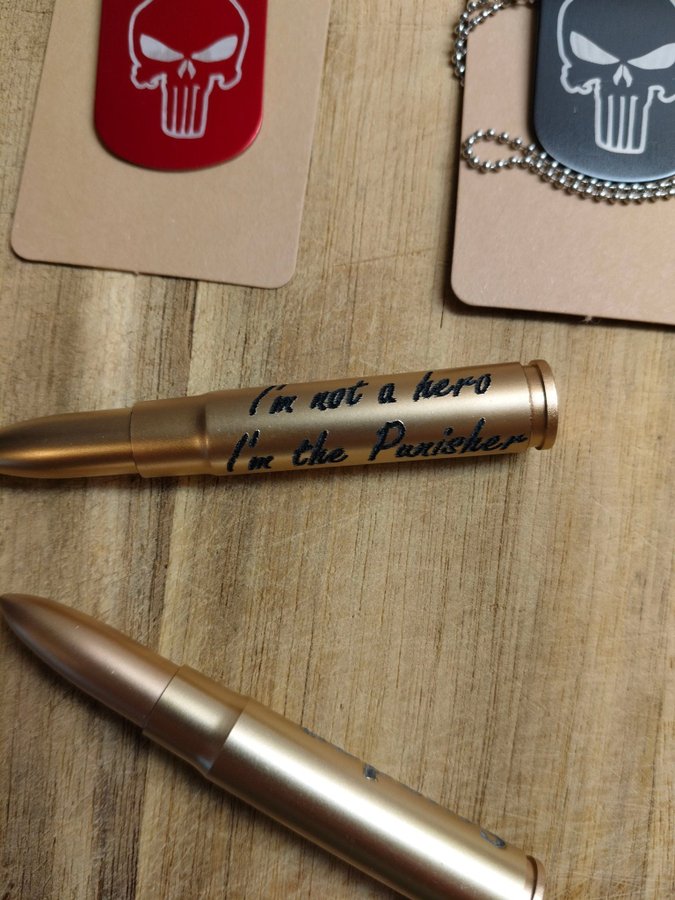 I'm not a hero
I'm the Punisher